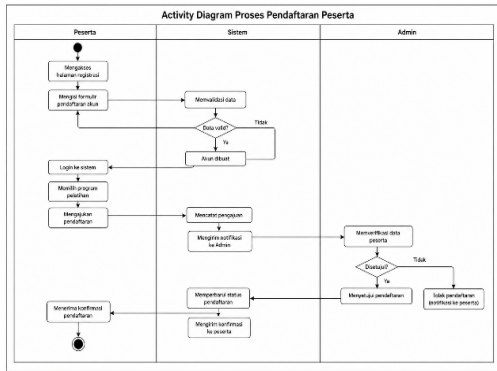 Activity Diagram Proses Pendaftaran Peserta
Peserta
Sistem
Admin
Mengakses
halaman registrasi
Mengisi formulir
pendaftaran akun
Memvalidasi data
Data valid?
Tidak
Ya
Akun dibuat
Login ke sistem
Memilih program
pelatihan
Mengajukan
pendaftaran
Mencatat pengajuan
Mengirim notifikasi
ke Admin
Memverifikasi data
peserta
Disetujui?
Tidak
Ya
Menyetujui pendaftaran
Tolak pendaftaran
(notifikasi ke peserta)
Memperbarui status
pendaftaran
Menerima konfirmasi
pendaftaran
Mengirim konfirmasi
ke peserta